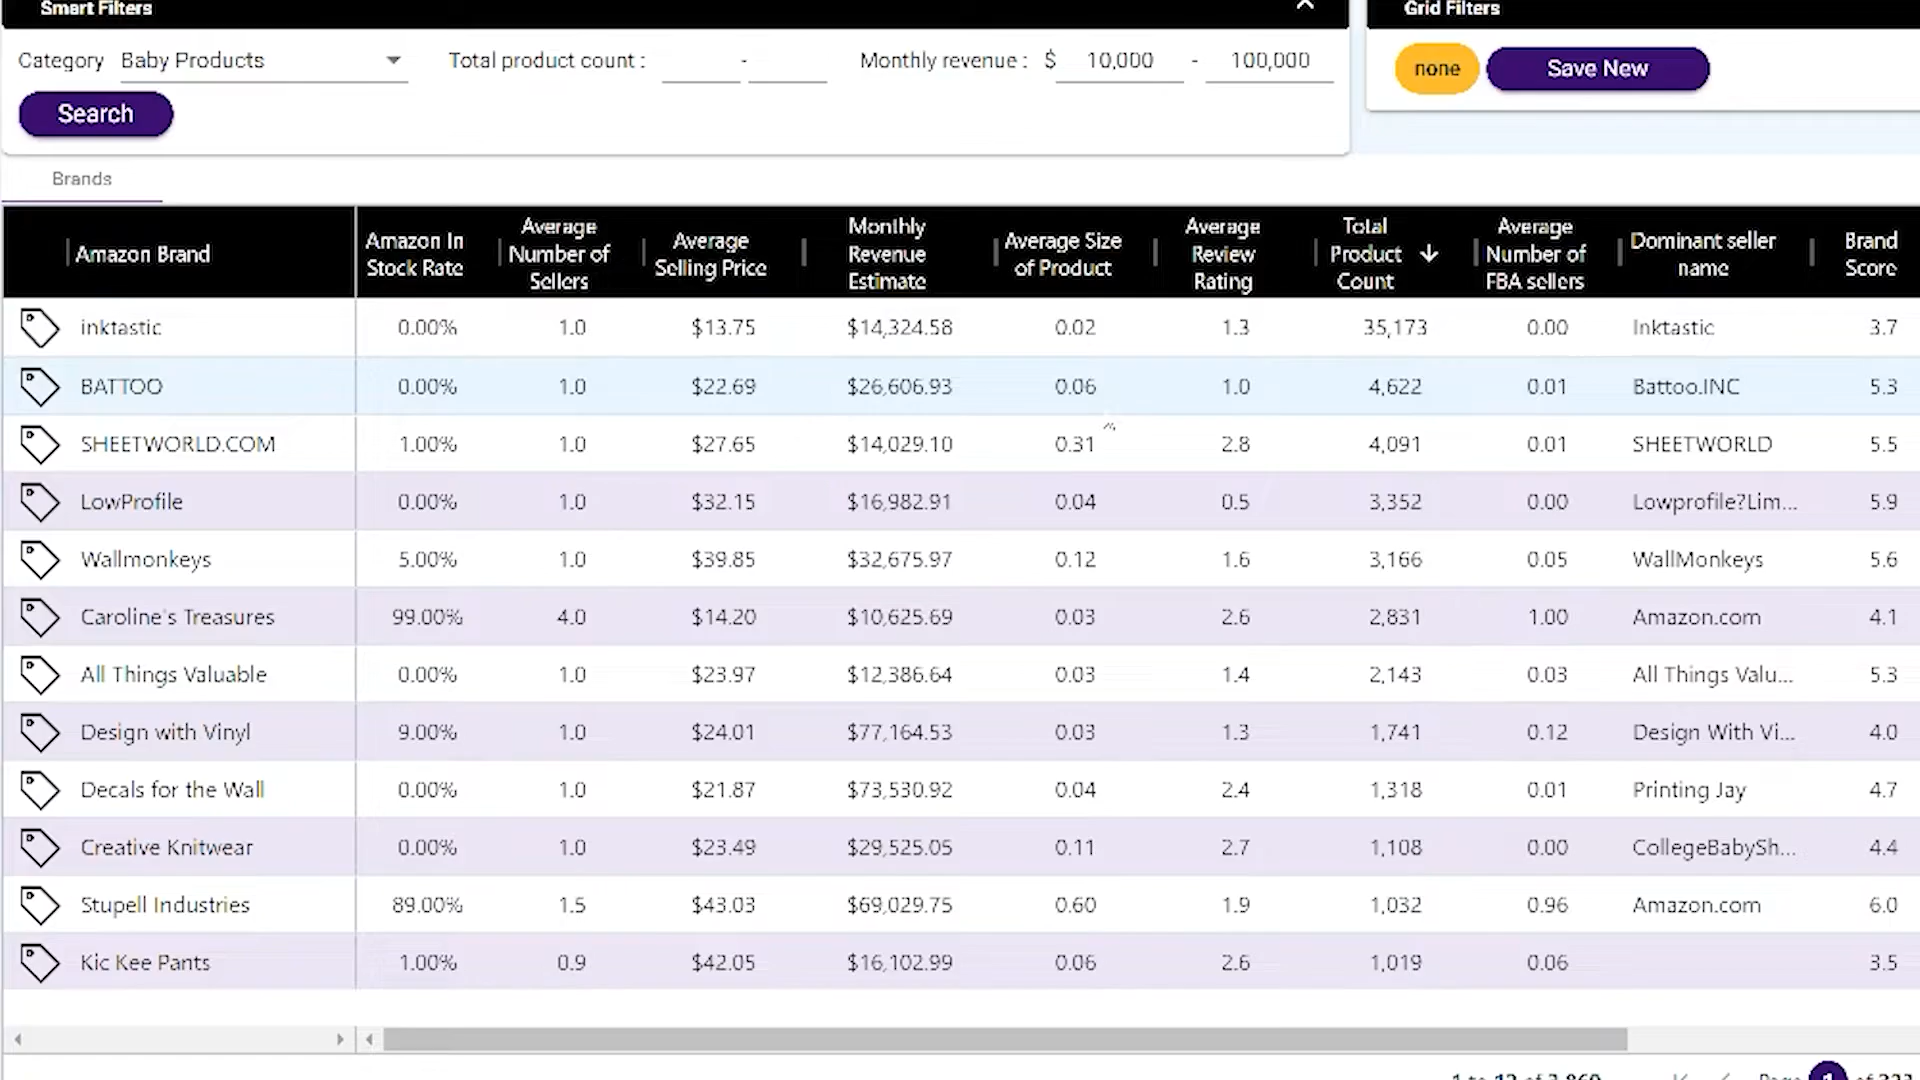 Smart Filters
Grid Filters
Category Baby Products Total product count : - Monthly revenue : $ 10,000 - 100,000
none Save New
Search
Brands
Amazon Brand Amazon In Stock Rate Average Number of Sellers Average Selling Price Monthly Revenue Estimate Average Size of Product Average Review Rating Total Product Count Average Number of FBA sellers Dominant seller name Brand Score
inktastic 0.00% 1.0 $13.75 $14,324.58 0.02 1.3 35,173 0.00 Inktastic 3.7
BATTOO 0.00% 1.0 $22.69 $26,606.93 0.06 1.0 4,622 0.01 Battoo.INC 5.3
SHEETWORLD.COM 1.00% 1.0 $27.65 $14,029.10 0.31 2.8 4,091 0.01 SHEETWORLD 5.5
LowProfile 0.00% 1.0 $32.15 $16,982.91 0.04 0.5 3,352 0.00 Lowprofile?Lim... 5.9
Wallmonkeys 5.00% 1.0 $39.85 $32,675.97 0.12 1.6 3,166 0.05 WallMonkeys 5.6
Caroline's Treasures 99.00% 4.0 $14.20 $10,625.69 0.03 2.6 2,831 1.00 Amazon.com 4.1
All Things Valuable 0.00% 1.0 $23.97 $12,386.64 0.03 1.4 2,143 0.03 All Things Valu... 5.3
Design with Vinyl 9.00% 1.0 $24.01 $77,164.53 0.03 1.3 1,741 0.12 Design With Vi... 4.0
Decals for the Wall 0.00% 1.0 $21.87 $73,530.92 0.04 2.4 1,318 0.01 Printing Jay 4.7
Creative Knitwear 0.00% 1.0 $23.49 $29,525.05 0.11 2.7 1,108 0.00 CollegeBabySh... 4.4
Stupell Industries 89.00% 1.5 $43.03 $69,029.75 0.60 1.9 1,032 0.96 Amazon.com 6.0
Kic Kee Pants 1.00% 0.9 $42.05 $16,102.99 0.06 2.6 1,019 0.06 3.5